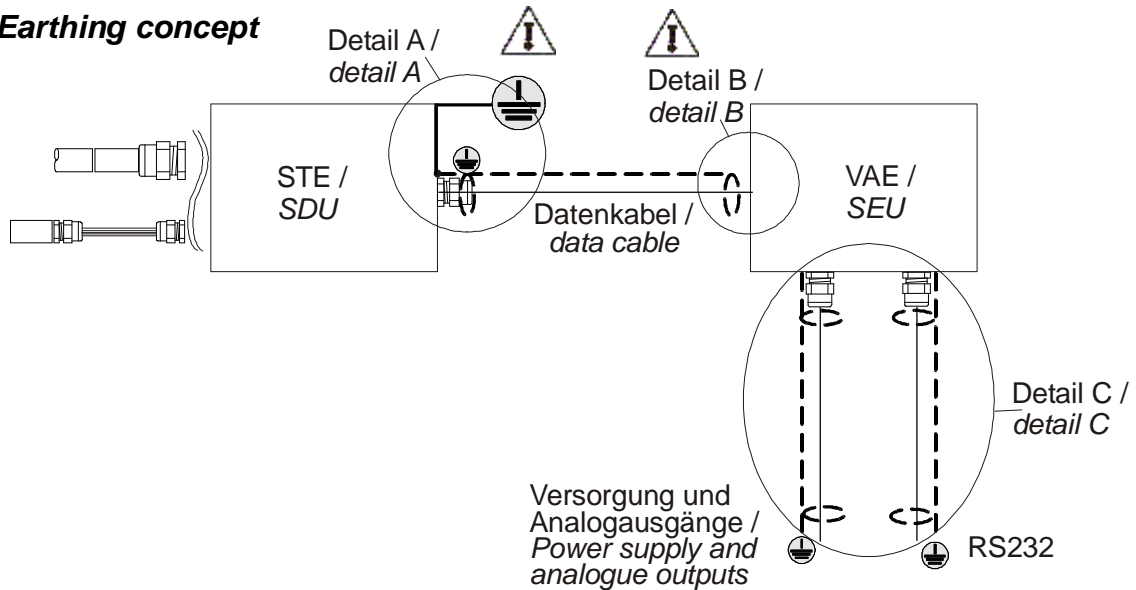 Earthing concept
Detail A /
detail A
Detail B /
detail B
STE /
SDU
VAE /
SEU
Datenkabel /
data cable
Detail C /
detail C
Versorgung und
Analogausgänge /
Power supply and
analogue outputs
RS232